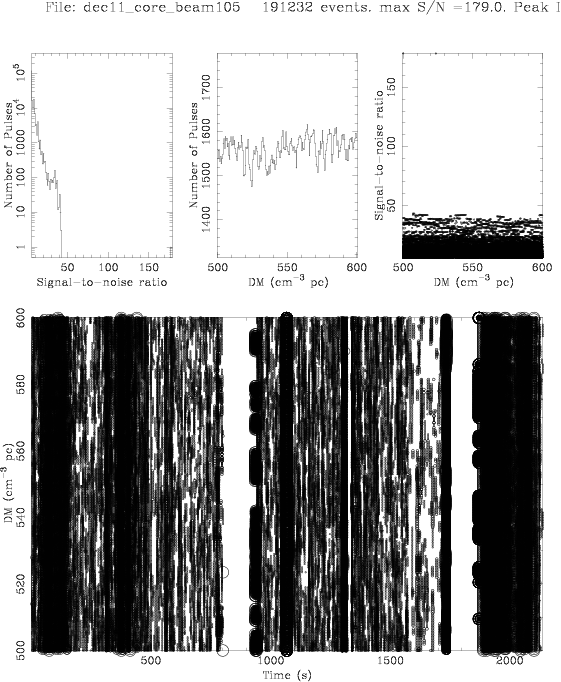 File: dec11_core_beam105 191232 events. max S/N =179.0. Peak
Number of Pulses
1 10 100 1000 10⁴ 10⁵
50 100 150
Signal−to−noise ratio
Number of Pulses
1400 1500 1600 1700
500 550 600
DM (cm⁻³ pc)
Signal−to−noise ratio
50 100 150
500 550 600
DM (cm⁻³ pc)
DM (cm⁻³ pc)
500 520 540 560 580 600
500 1000 1500 2000
Time (s)